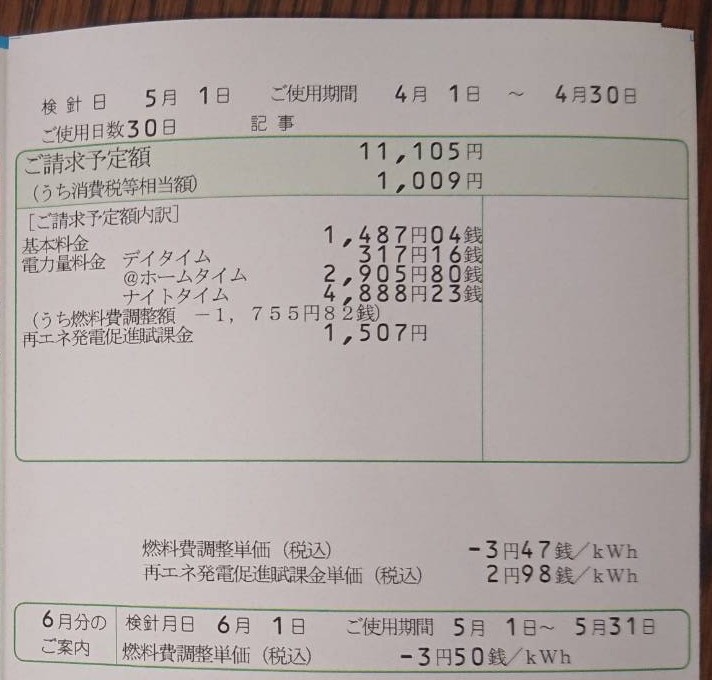 検針日 5月 1日 ご使用期間 4月 1日 ～ 4月30日
ご使用日数30日 記事
ご請求予定額 11,105円
(うち消費税等相当額) 1,009円
[ご請求予定額内訳]
基本料金 1,487円04銭
電力量料金 デイタイム 317円16銭
@ホームタイム 2,905円80銭
ナイトタイム 4,888円23銭
(うち燃料費調整額 －1，755円82銭)
再エネ発電促進賦課金 1,507円
燃料費調整単価 (税込) -3円47銭/kWh
再エネ発電促進賦課金単価 (税込) 2円98銭/kWh
6月分の 検針月日 6月 1日 ご使用期間 5月 1日～ 5月31日
ご案内 燃料費調整単価 (税込) -3円50銭/kWh